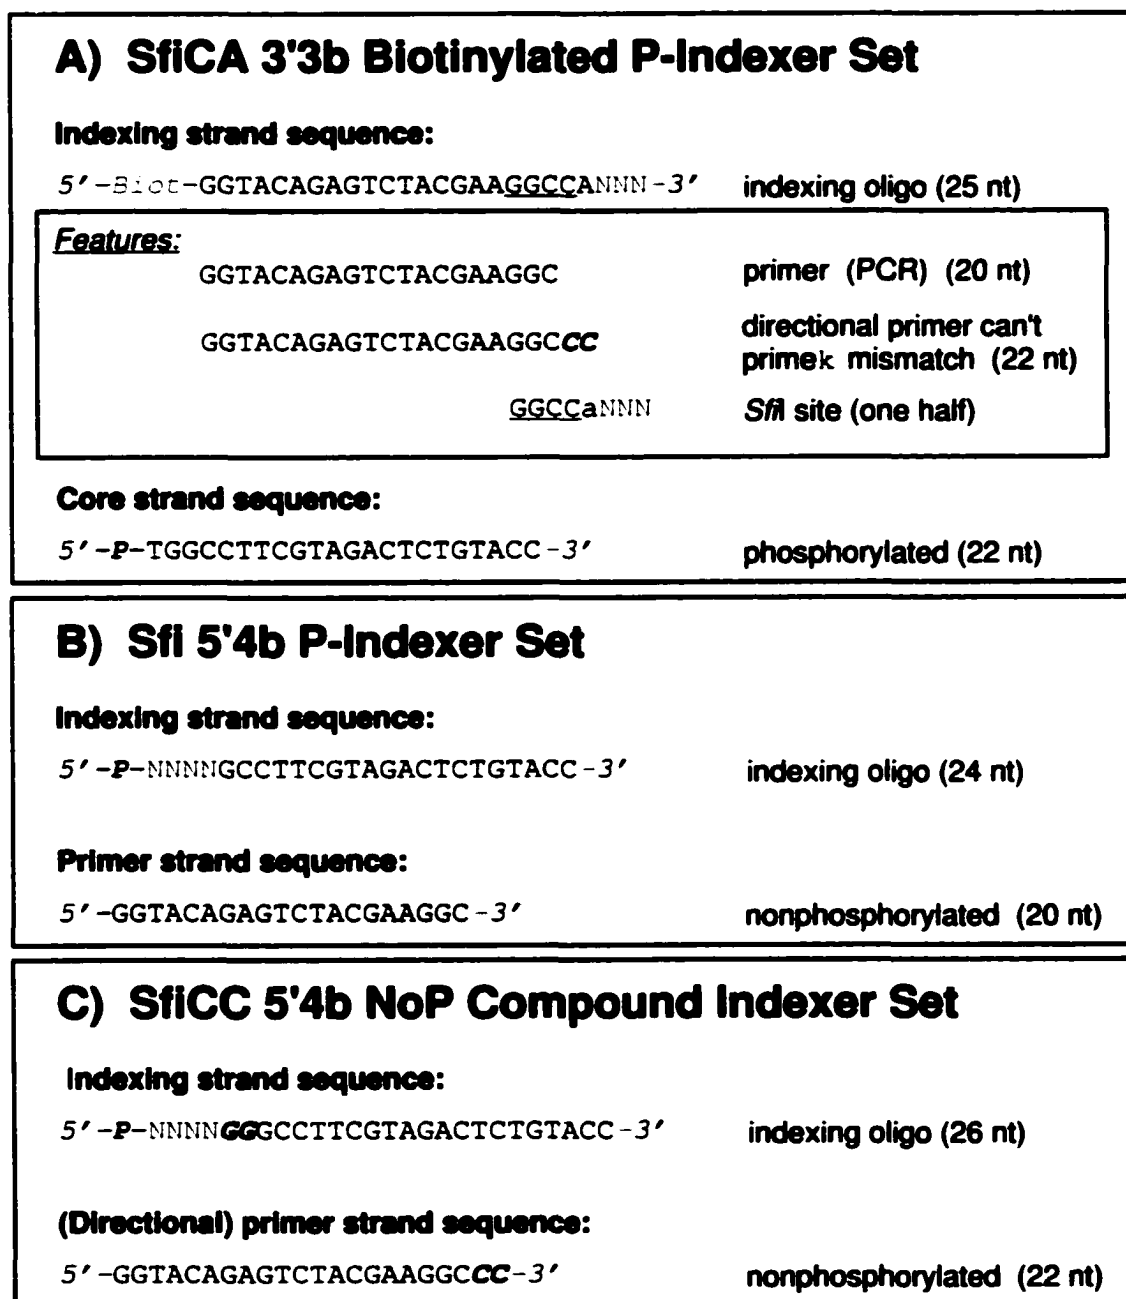 A) SfiCA 3'3b Biotinylated P-Indexer Set
Indexing strand sequence:
5'-Biot-GGTACAGAGTCTACGAAGGCCANNN-3' indexing oligo (25 nt)
Features:
GGTACAGAGTCTACGAAGGC primer (PCR) (20 nt)
GGTACAGAGTCTACGAAGGCCC directional primer can't
primek mismatch (22 nt)
GGCCaNNN SfiI site (one half)
Core strand sequence:
5'-P-TGGCCTTCGTAGACTCTGTACC-3' phosphorylated (22 nt)
B) Sfi 5'4b P-Indexer Set
Indexing strand sequence:
5'-P-NNNNGCCTTCGTAGACTCTGTACC-3' indexing oligo (24 nt)
Primer strand sequence:
5'-GGTACAGAGTCTACGAAGGC-3' nonphosphorylated (20 nt)
C) SfiCC 5'4b NoP Compound Indexer Set
Indexing strand sequence:
5'-P-NNNNGGGCCTTCGTAGACTCTGTACC-3' indexing oligo (26 nt)
(Directional) primer strand sequence:
5'-GGTACAGAGTCTACGAAGGCCC-3' nonphosphorylated (22 nt)